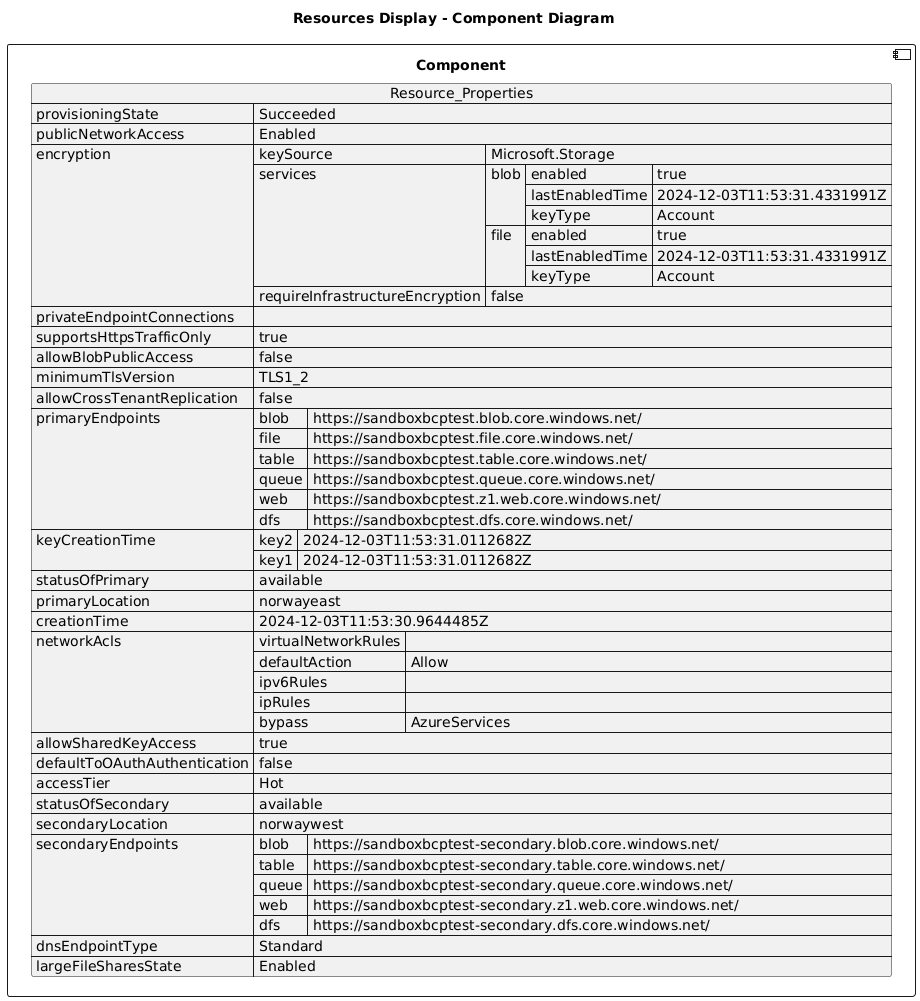 Resources Display - Component Diagram
Component
Resource_Properties
provisioningState Succeeded
publicNetworkAccess Enabled
encryption keySource Microsoft.Storage
services blob enabled true
lastEnabledTime 2024-12-03T11:53:31.4331991Z
keyType Account
file enabled true
lastEnabledTime 2024-12-03T11:53:31.4331991Z
keyType Account
requireInfrastructureEncryption false
privateEndpointConnections
supportsHttpsTrafficOnly true
allowBlobPublicAccess false
minimumTlsVersion TLS1_2
allowCrossTenantReplication false
primaryEndpoints blob https://sandboxbcptest.blob.core.windows.net/
file https://sandboxbcptest.file.core.windows.net/
table https://sandboxbcptest.table.core.windows.net/
queue https://sandboxbcptest.queue.core.windows.net/
web https://sandboxbcptest.z1.web.core.windows.net/
dfs https://sandboxbcptest.dfs.core.windows.net/
keyCreationTime key2 2024-12-03T11:53:31.0112682Z
key1 2024-12-03T11:53:31.0112682Z
statusOfPrimary available
primaryLocation norwayeast
creationTime 2024-12-03T11:53:30.9644485Z
networkAcls virtualNetworkRules
defaultAction Allow
ipv6Rules
ipRules
bypass AzureServices
allowSharedKeyAccess true
defaultToOAuthAuthentication false
accessTier Hot
statusOfSecondary available
secondaryLocation norwaywest
secondaryEndpoints blob https://sandboxbcptest-secondary.blob.core.windows.net/
table https://sandboxbcptest-secondary.table.core.windows.net/
queue https://sandboxbcptest-secondary.queue.core.windows.net/
web https://sandboxbcptest-secondary.z1.web.core.windows.net/
dfs https://sandboxbcptest-secondary.dfs.core.windows.net/
dnsEndpointType Standard
largeFileSharesState Enabled